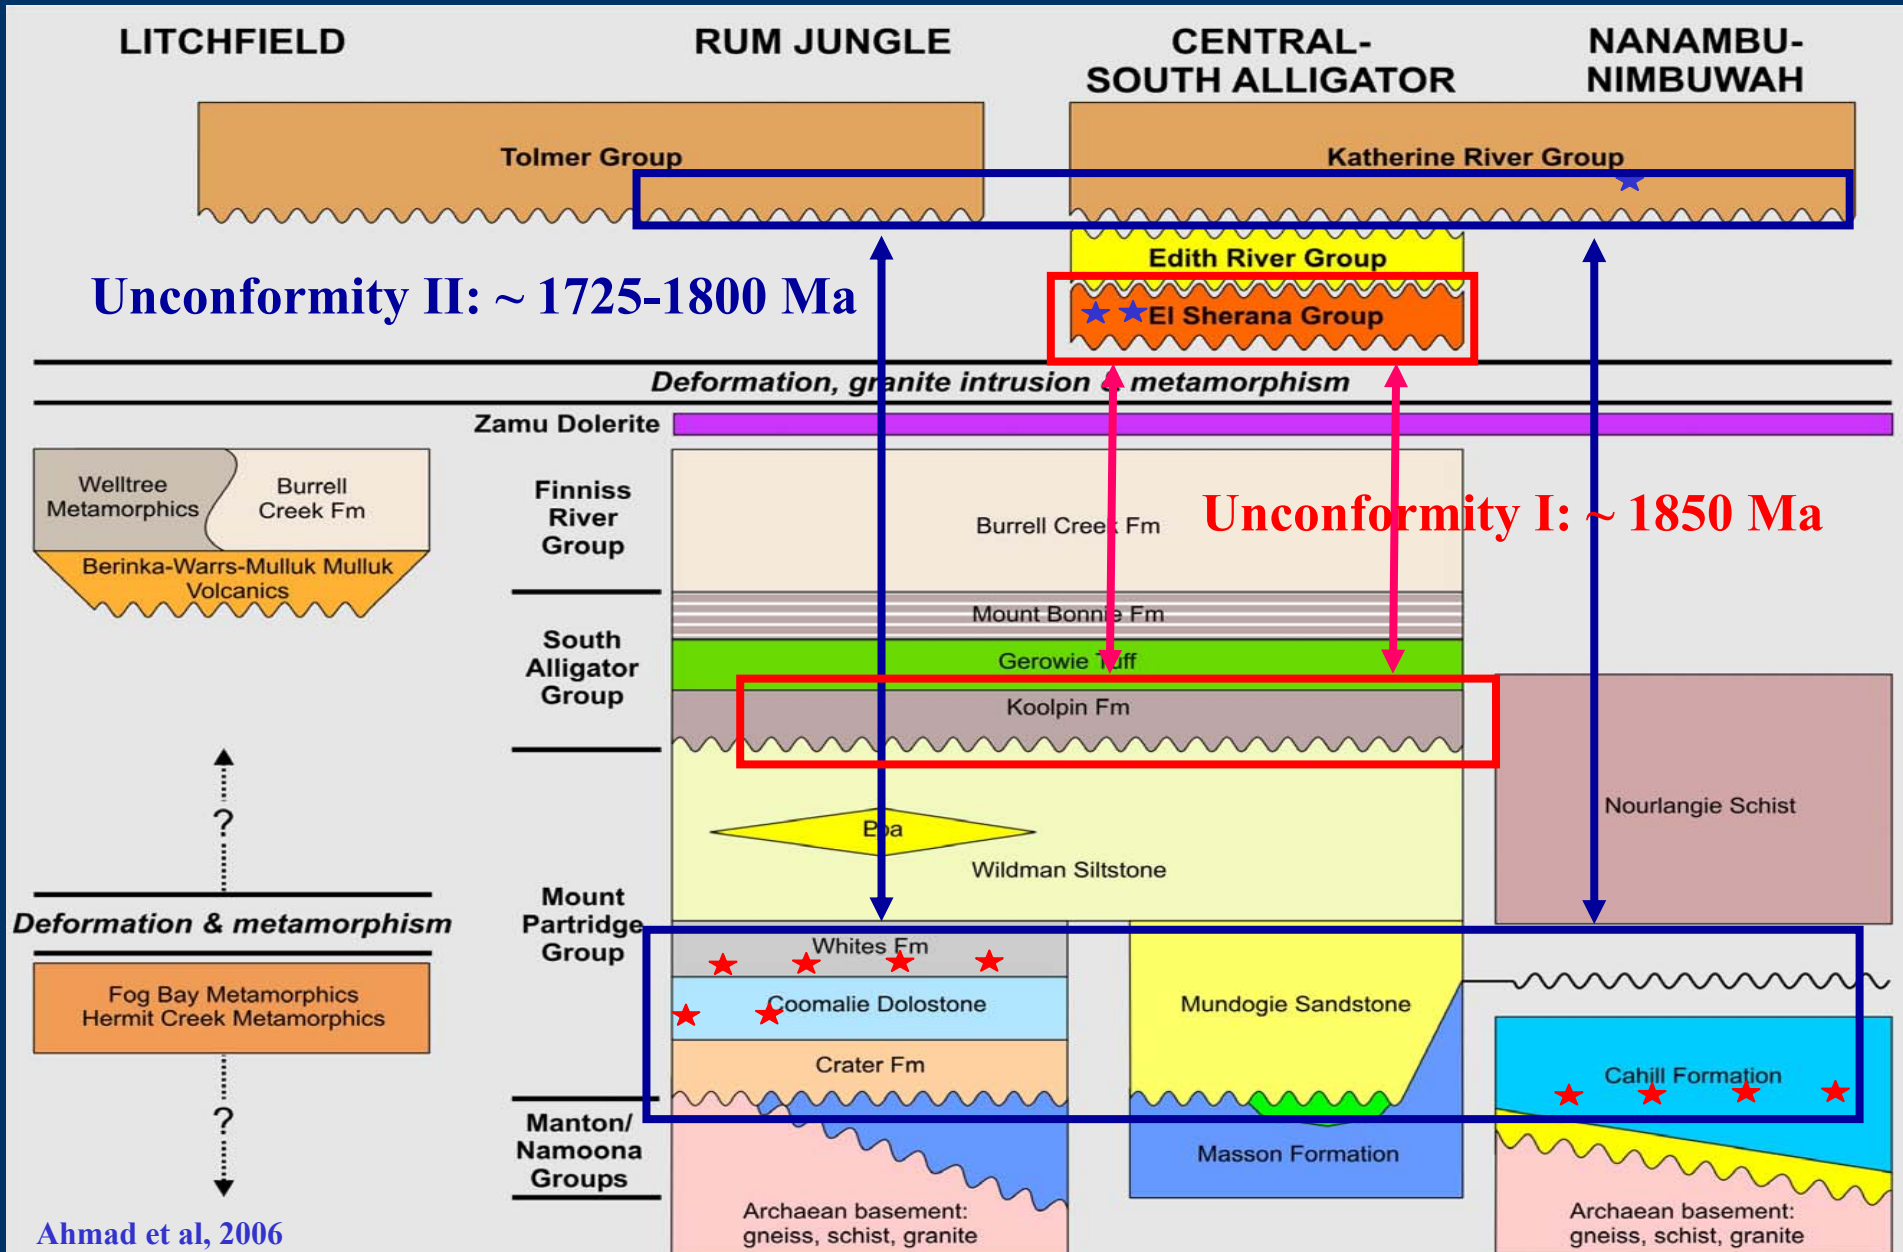 LITCHFIELD
RUM JUNGLE
CENTRAL-
SOUTH ALLIGATOR
NANAMBU-
NIMBUWAH
Tolmer Group
Katherine River Group
Edith River Group
Unconformity II: ~ 1725-1800 Ma
El Sherana Group
Deformation, granite intrusion & metamorphism
Zamu Dolerite
Welltree
Metamorphics
Burrell
Creek Fm
Berinka-Warrs-Mulluk Mulluk
Volcanics
Finniss
River
Group
Burrell Creek Fm
Unconformity I: ~ 1850 Ma
Mount Bonnie Fm
South
Alligator
Group
Gerowie Tuff
Koolpin Fm
Nourlangie Schist
?
Wildman Siltstone
Mount
Partridge
Group
Deformation & metamorphism
Whites Fm
Fog Bay Metamorphics
Hermit Creek Metamorphics
Coomalie Dolostone
Mundogie Sandstone
Crater Fm
Cahill Formation
?
Manton/
Namoona
Groups
Masson Formation
Archaean basement:
gneiss, schist, granite
Archaean basement:
gneiss, schist, granite
Ahmad et al, 2006